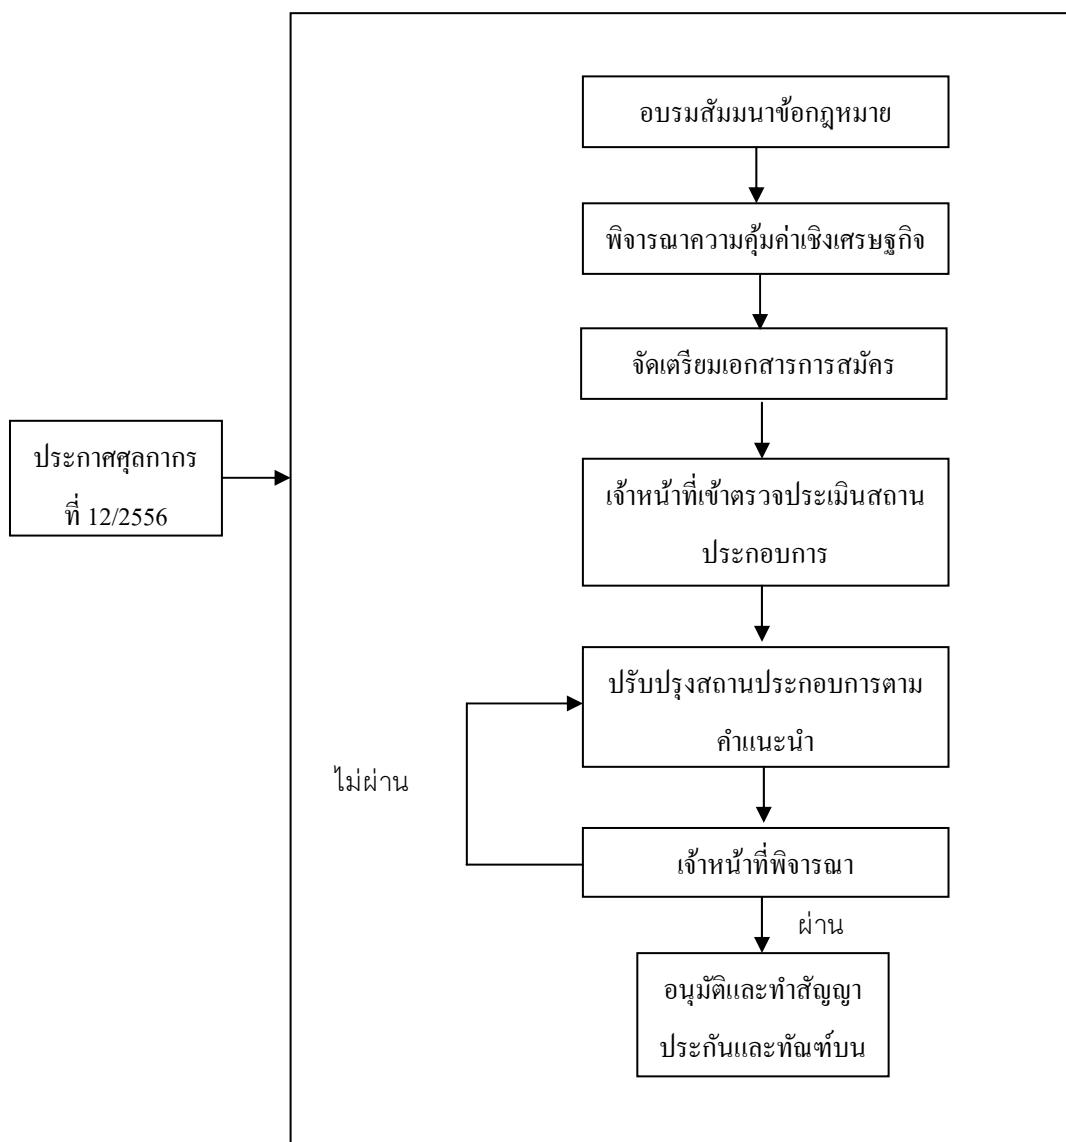 อบรมสัมมนาข้อกฎหมาย
พิจารณาความคุ้มค่าเชิงเศรษฐกิจ
จัดเตรียมเอกสารการสมัคร
ประกาศศุลกากร
ที่ 12/2556
เจ้าหน้าที่เข้าตรวจประเมินสถาน
ประกอบการ
ปรับปรุงสถานประกอบการตาม
คำแนะนำ
ไม่ผ่าน
เจ้าหน้าที่พิจารณา
ผ่าน
อนุมัติและทำสัญญา
ประกันและทัณฑ์บน